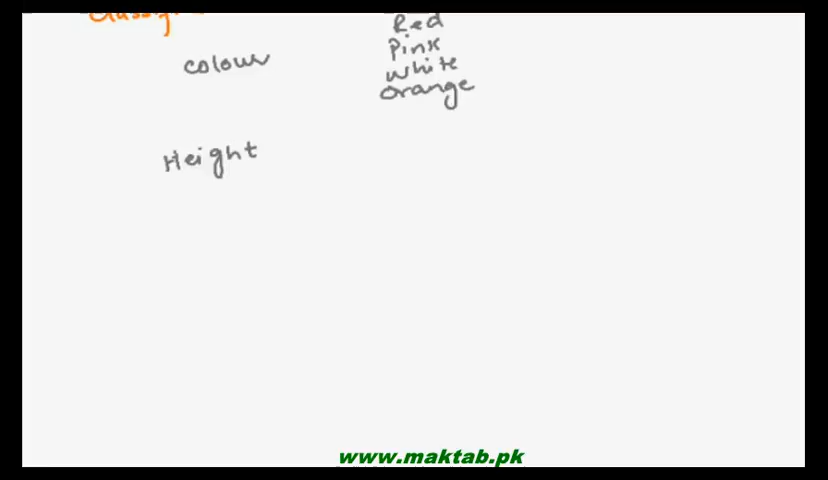 Red
colour
Pink
white
orange
Height
www.maktab.pk